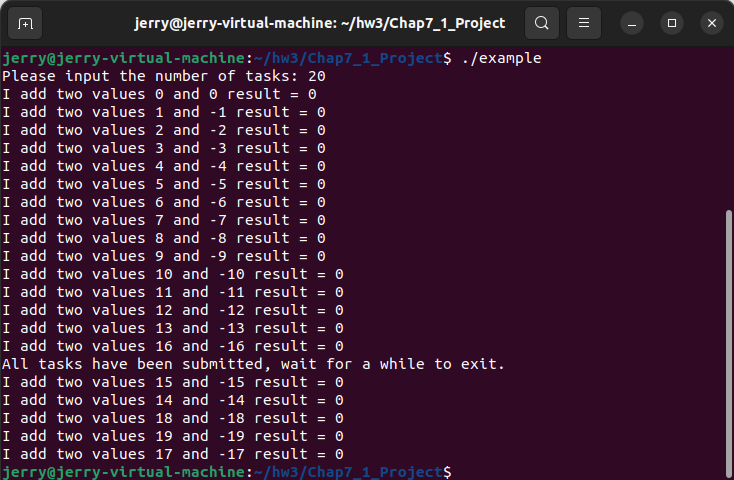 jerry@jerry-virtual-machine: ~/hw3/Chap7_1_Project
jerry@jerry-virtual-machine:~/hw3/Chap7_1_Project$ ./example
Please input the number of tasks: 20
I add two values 0 and 0 result = 0
I add two values 1 and -1 result = 0
I add two values 2 and -2 result = 0
I add two values 3 and -3 result = 0
I add two values 4 and -4 result = 0
I add two values 5 and -5 result = 0
I add two values 6 and -6 result = 0
I add two values 7 and -7 result = 0
I add two values 8 and -8 result = 0
I add two values 9 and -9 result = 0
I add two values 10 and -10 result = 0
I add two values 11 and -11 result = 0
I add two values 12 and -12 result = 0
I add two values 13 and -13 result = 0
I add two values 16 and -16 result = 0
All tasks have been submitted, wait for a while to exit.
I add two values 15 and -15 result = 0
I add two values 14 and -14 result = 0
I add two values 18 and -18 result = 0
I add two values 19 and -19 result = 0
I add two values 17 and -17 result = 0
jerry@jerry-virtual-machine:~/hw3/Chap7_1_Project$